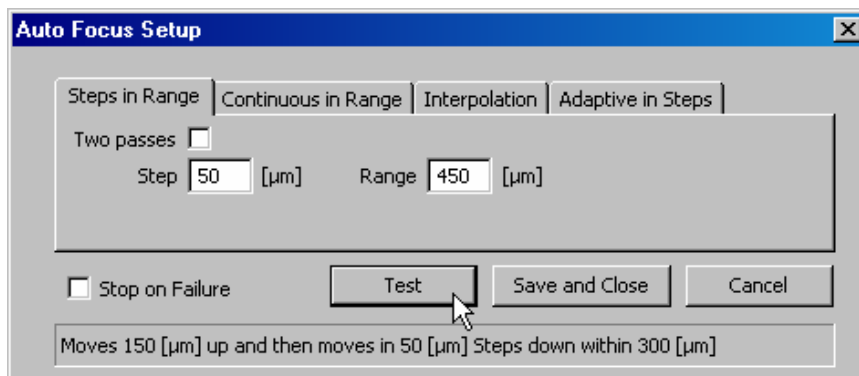 Auto Focus Setup
Steps in Range Continuous in Range Interpolation Adaptive in Steps
Two passes
Step 50 [µm] Range 450 [µm]
Stop on Failure Test Save and Close Cancel
Moves 150 [µm] up and then moves in 50 [µm] Steps down within 300 [µm]